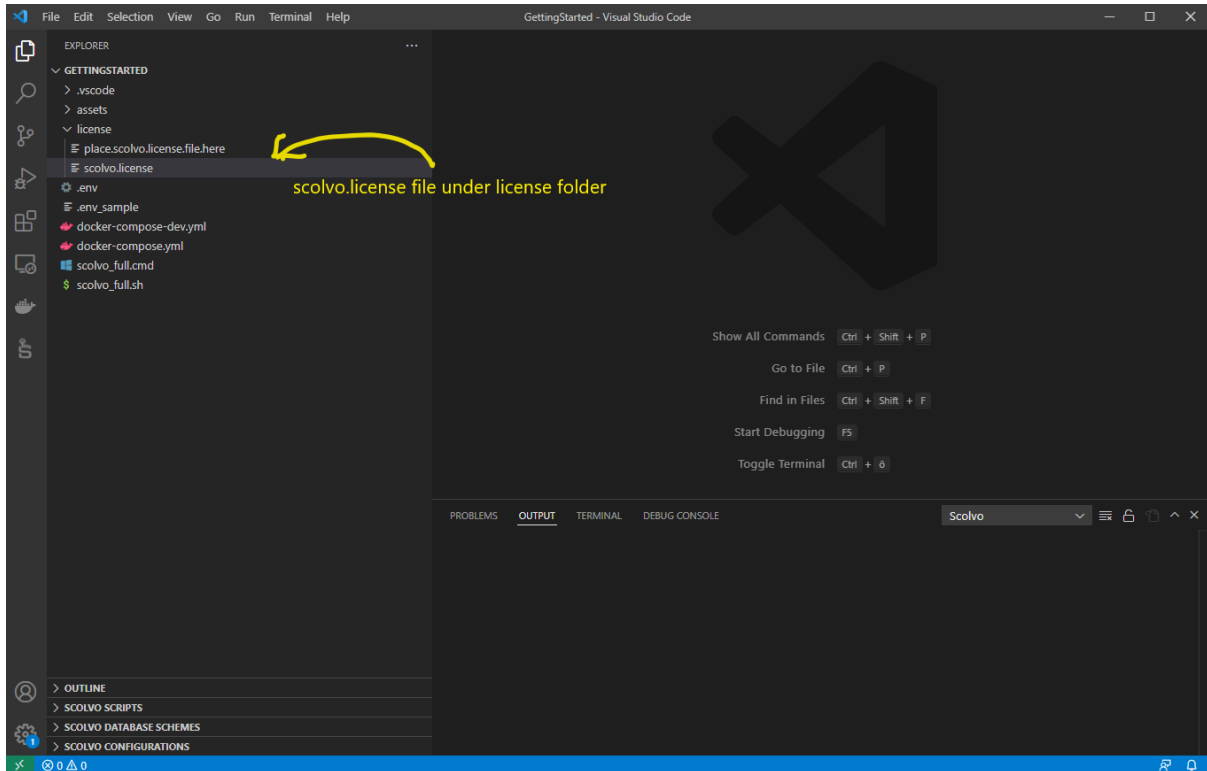 File Edit Selection View Go Run Terminal Help
GettingStarted - Visual Studio Code
EXPLORER
GETTINGSTARTED
.vscode
assets
license
place.scolvo.license.file.here
scolvo.license
.env
.env_sample
docker-compose-dev.yml
docker-compose.yml
scolvo_full.cmd
$ scolvo_full.sh
scolvo.license file under license folder
Show All Commands Ctrl + Shift + P
Go to File Ctrl + P
Find in Files Ctrl + Shift + F
Start Debugging F5
Toggle Terminal Ctrl + ö
PROBLEMS OUTPUT TERMINAL DEBUG CONSOLE Scolvo
OUTLINE
SCOLVO SCRIPTS
SCOLVO DATABASE SCHEMES
SCOLVO CONFIGURATIONS
1
0 0